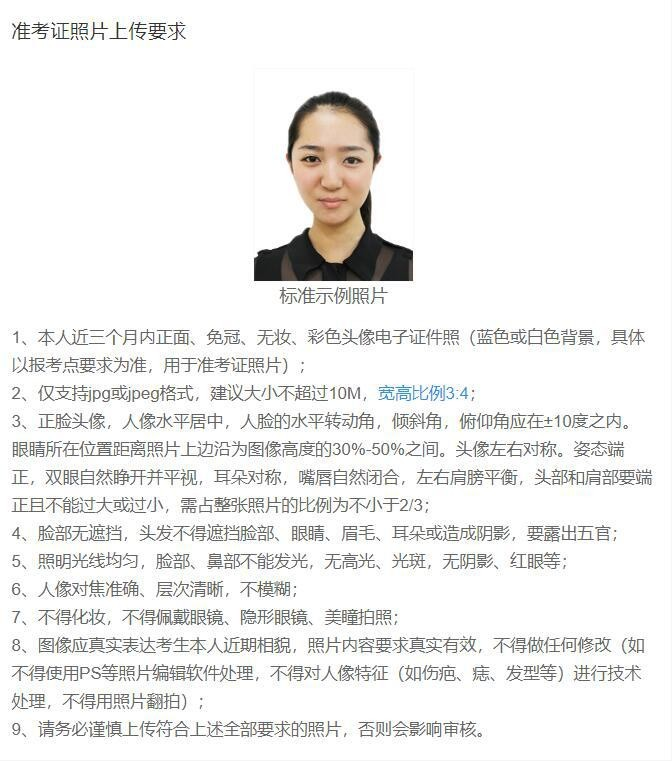 准考证照片上传要求
标准示例照片
1、本人近三个月内正面、免冠、无妆、彩色头像电子证件照（蓝色或白色背景，具体
以报考点要求为准，用于准考证照片）；
2、仅支持jpg或jpeg格式，建议大小不超过10M，宽高比例3:4；
3、正脸头像，人像水平居中，人脸的水平转动角，倾斜角，俯仰角应在±10度之内。
眼睛所在位置距离照片上边沿为图像高度的30%-50%之间。头像左右对称。姿态端
正，双眼自然睁开并平视，耳朵对称，嘴唇自然闭合，左右肩膀平衡，头部和肩部要端
正且不能过大或过小，需占整张照片的比例为不小于2/3；
4、脸部无遮挡，头发不得遮挡脸部、眼睛、眉毛、耳朵或造成阴影，要露出五官；
5、照明光线均匀，脸部、鼻部不能发光，无高光、光斑，无阴影、红眼等；
6、人像对焦准确、层次清晰，不模糊；
7、不得化妆，不得佩戴眼镜、隐形眼镜、美瞳拍照；
8、图像应真实表达考生本人近期相貌，照片内容要求真实有效，不得做任何修改（如
不得使用PS等照片编辑软件处理，不得对人像特征（如伤疤、痣、发型等）进行技术
处理，不得用照片翻拍）；
9、请务必谨慎上传符合上述全部要求的照片，否则会影响审核。